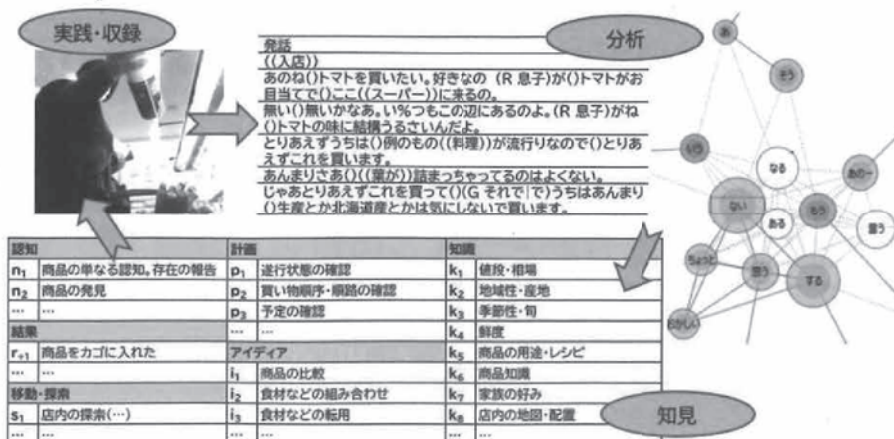 実践・収録
分析
発話
((入店))
あのね()トマトを買いたい。好きなの (R 息子)が()トマトがお
目当てで()ここ((スーパー))に来るの。
無い()無いかなあ。い%つもこの辺にあるのよ。(R 息子)がね
()トマトの味に結構うるさいんだよ。
とりあえずうちは()例のもの((料理))が流行りなので()とりあ
えずこれを買います。
あんまりさあ()((葉が))詰まっちゃってるのはよくない。
じゃあとりあえずこれを買って()(G それで|で)うちはあんまり
()生産とか北海道産とかは気にしないで買います。
あ
そう
いう
なる
あのー
ない
ある
もう
言う
ちょっと
思う
する
おかしい
認知 計画 知識
n1 商品の単なる認知。存在の報告 p1 遂行状態の確認 k1 値段・相場
n2 商品の発見 p2 買い物順序・順路の確認 k2 地域性・産地
… … p3 予定の確認 k3 季節性・旬
結果 … … k4 鮮度
r+1 商品をカゴに入れた アイディア k5 商品の用途・レシピ
… … i1 商品の比較 k6 商品知識
移動・探索 i2 食材などの組み合わせ k7 家族の好み
s1 店内の探索(…) i3 食材などの転用 k8 店内の地図・配置
… … … … … …
知見